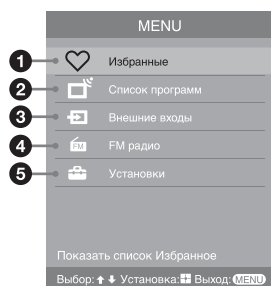 MENU
1 Избранные
2 Список программ
3 Внешние входы
4 FM FM радио
5 Установки
Показать список Избранное
Выбор: Установка: Выход: MENU